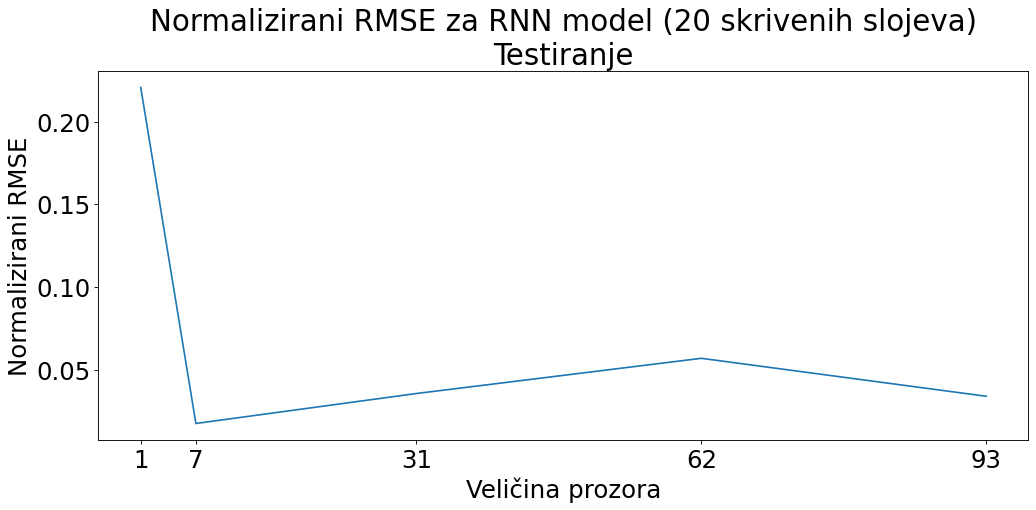 Normalizirani RMSE za RNN model (20 skrivenih slojeva)
Testiranje
Normalizirani RMSE
0.20
0.15
0.10
0.05
1 7 31 62 93
Veličina prozora